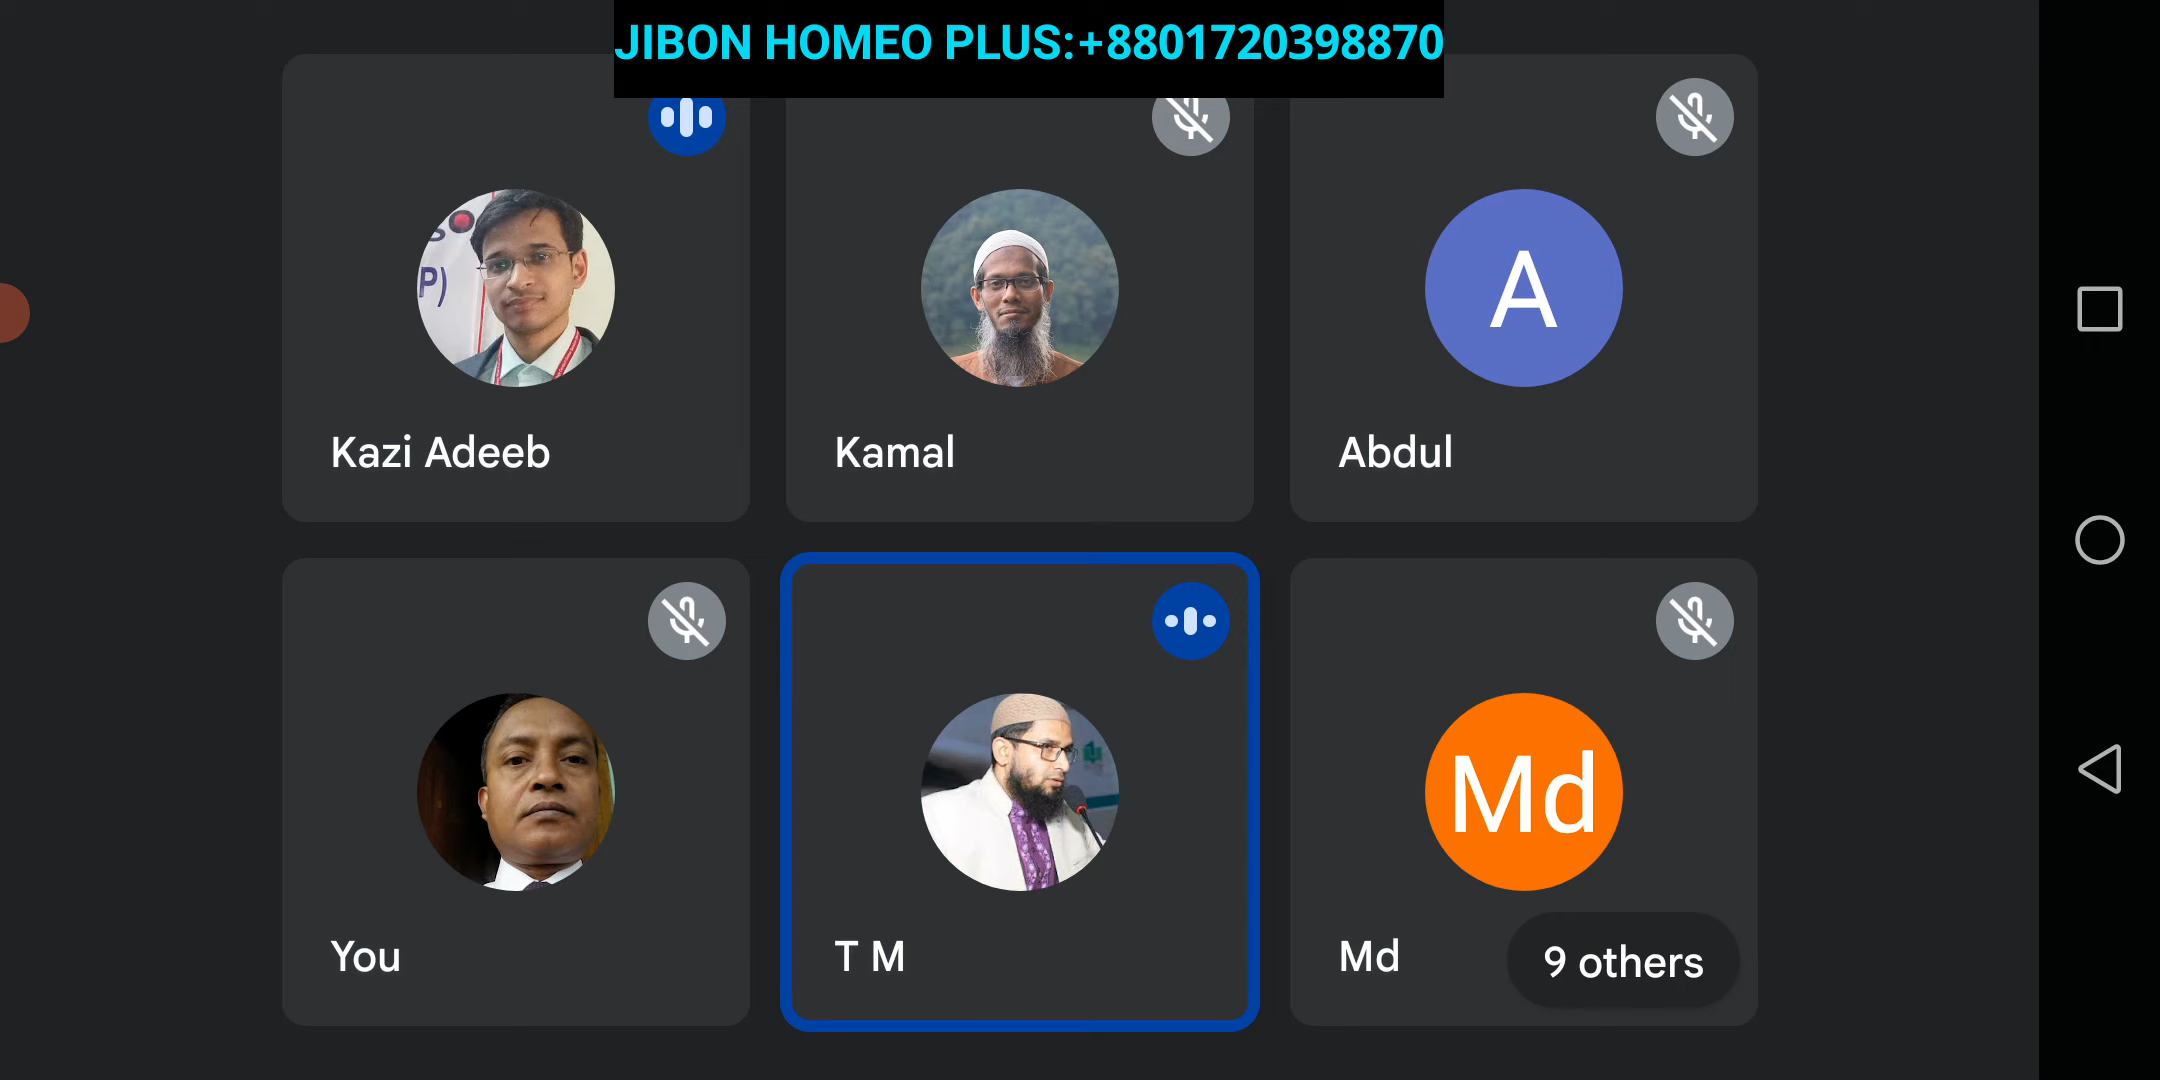 JIBON HOMEO PLUS:+8801720398870
P)
Kazi Adeeb
Kamal
A
Abdul
You
T M
Md
Md
9 others